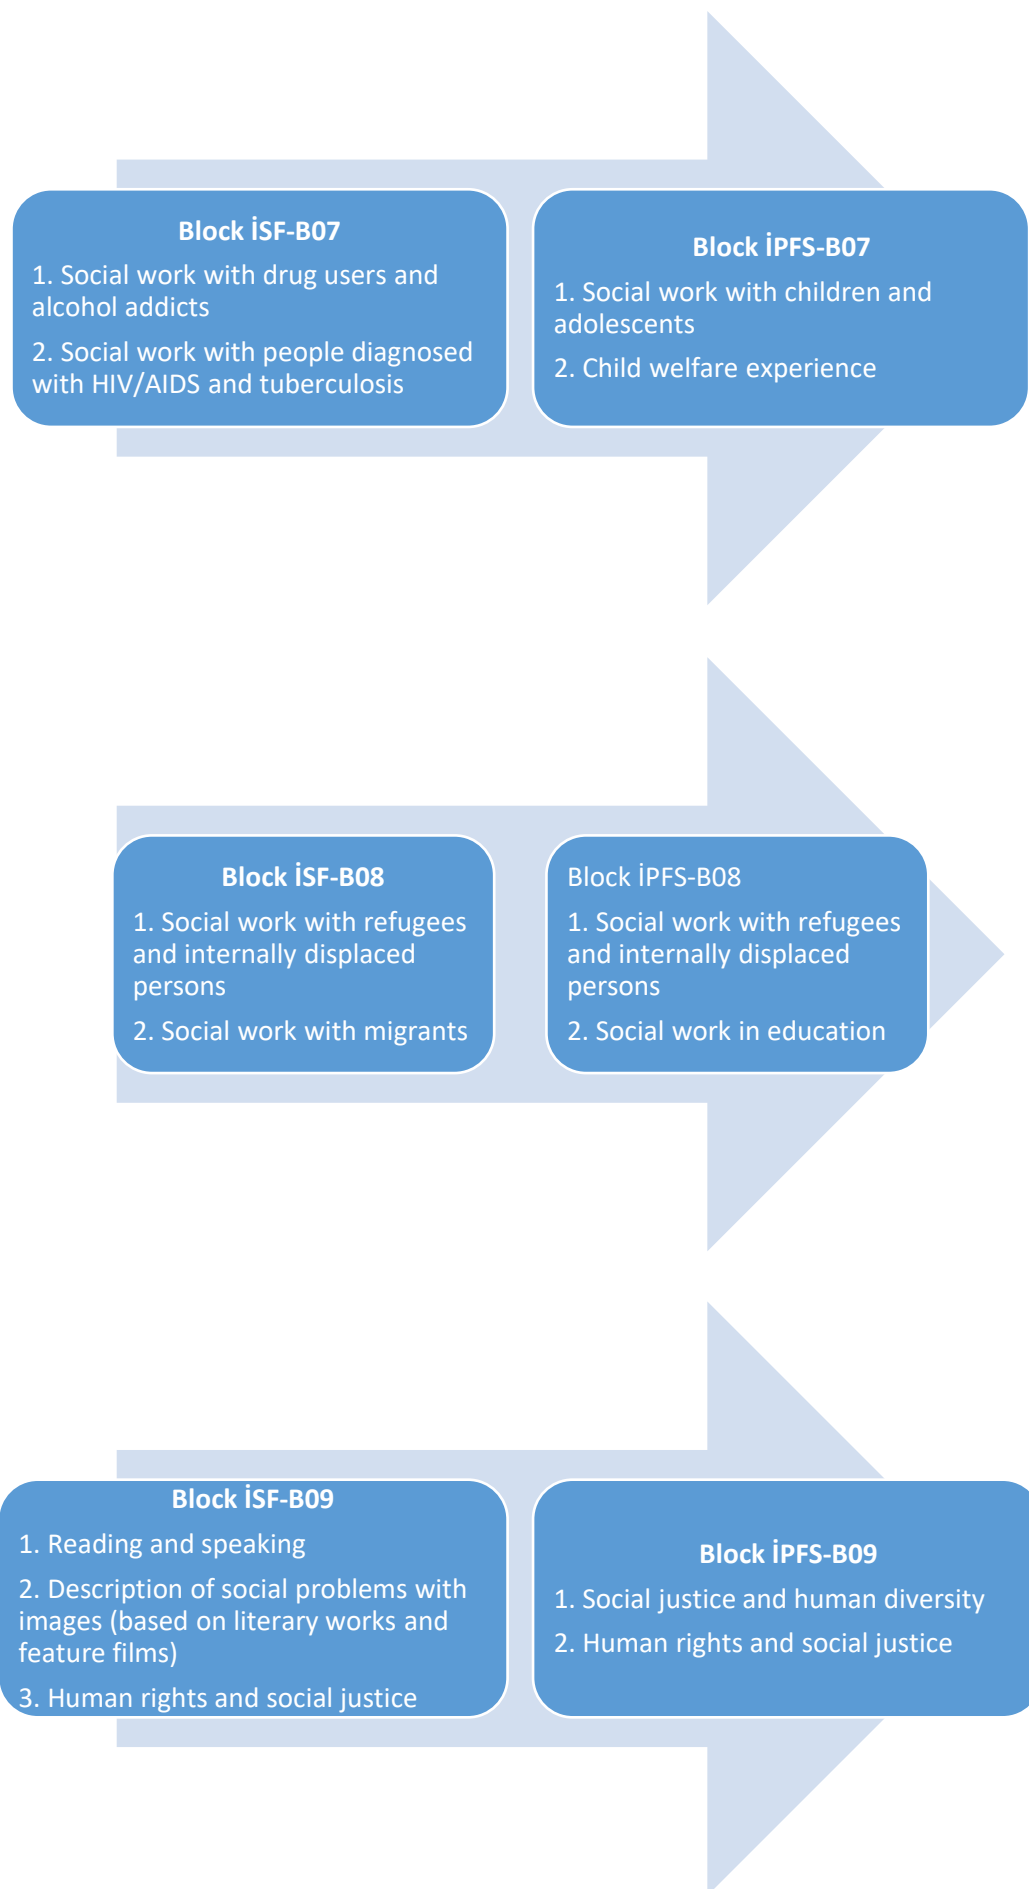 Block İSF-B07
1. Social work with drug users and
alcohol addicts
2. Social work with people diagnosed
with HIV/AIDS and tuberculosis
Block İPFS-B07
1. Social work with children and
adolescents
2. Child welfare experience
Block İSF-B08
1. Social work with refugees
and internally displaced
persons
2. Social work with migrants
Block İPFS-B08
1. Social work with refugees
and internally displaced
persons
2. Social work in education
Block İSF-B09
1. Reading and speaking
2. Description of social problems with
images (based on literary works and
feature films)
3. Human rights and social justice
Block İPFS-B09
1. Social justice and human diversity
2. Human rights and social justice